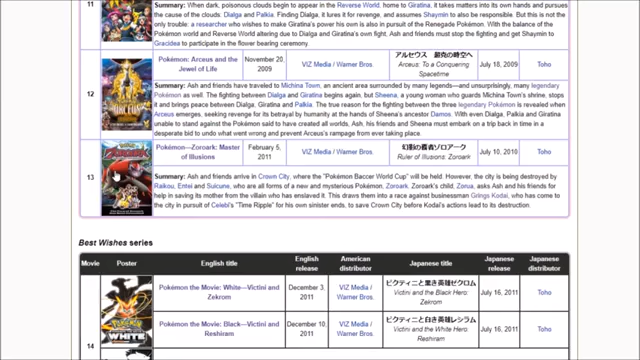 11
Summary: When dark, poisonous clouds begin to appear in the Reverse World, home to Giratina, it takes matters into its own hands and pursues
the cause of the clouds: Dialga and Palkia. Finding Dialga, it lures it for revenge, and assumes Shaymin to also be responsible. But this is not the
only trouble: a researcher who wishes to make Giratina's power his own is also in pursuit of the Renegade Pokémon. With the balance of the
Pokémon world and Reverse World altering due to Dialga and Giratina's own fight, Ash and friends must stop the fighting and get Shaymin to
Gracidea to participate in the flower bearing ceremony.
Pokémon: Arceus and the
Jewel of Life
November 20,
2009
VIZ Media / Warner Bros.
アルセウス 超克の時空へ
Arceus: To a Conquering
Spacetime
July 18, 2009
Toho
12
Summary: Ash and friends have traveled to Michina Town, an ancient area surrounded by many legends—and unsurprisingly, many legendary
Pokémon as well. The fighting between Dialga and Giratina begins again, but Sheena, a young woman who guards Michina Town's shrine, stops
it and brings peace between Dialga, Giratina and Palkia. The true reason for the fighting between the three legendary Pokémon is revealed when
Arceus emerges, seeking revenge for its betrayal by humanity at the hands of Sheena's ancestor Damos. With even Dialga, Palkia and Giratina
unable to stand against the Pokémon said to have created all worlds, Ash, his friends and Sheena must embark on a trip back in time in a
desperate bid to undo what went wrong and prevent Arceus's rampage from ever taking place.
Pokémon—Zoroark: Master
of Illusions
February 5,
2011
VIZ Media / Warner Bros.
幻影の覇者ゾロアーク
Ruler of Illusions: Zoroark
July 10, 2010
Toho
13
Summary: Ash and friends arrive in Crown City, where the "Pokémon Baccer World Cup" will be held. However, the city is being destroyed by
Raikou, Entei and Suicune, who are all forms of a new and mysterious Pokémon, Zoroark. Zoroark's child, Zorua, asks Ash and his friends for
help in saving its mother from the villain who has enslaved it. This draws them into a race against businessman Grings Kodai, who has come to
the city in pursuit of Celebi's "Time Ripple" for his own sinister ends, to save Crown City before Kodai's actions lead to its destruction.
Best Wishes series
Movie
Poster
English title
English
release
American
distributor
Japanese title
Japanese
release
Japanese
distributor
Pokémon the Movie: White—Victini and
Zekrom
December 3,
2011
VIZ Media /
Warner Bros.
ビクティニと黒き英雄ゼクロム
Victini and the Black Hero:
Zekrom
July 16, 2011
Toho
14
WHITE
Pokémon the Movie: Black—Victini and
Reshiram
December 10,
2011
VIZ Media /
Warner Bros.
ビクティニと白き英雄レシラム
Victini and the White Hero:
Reshiram
July 16, 2011
Toho